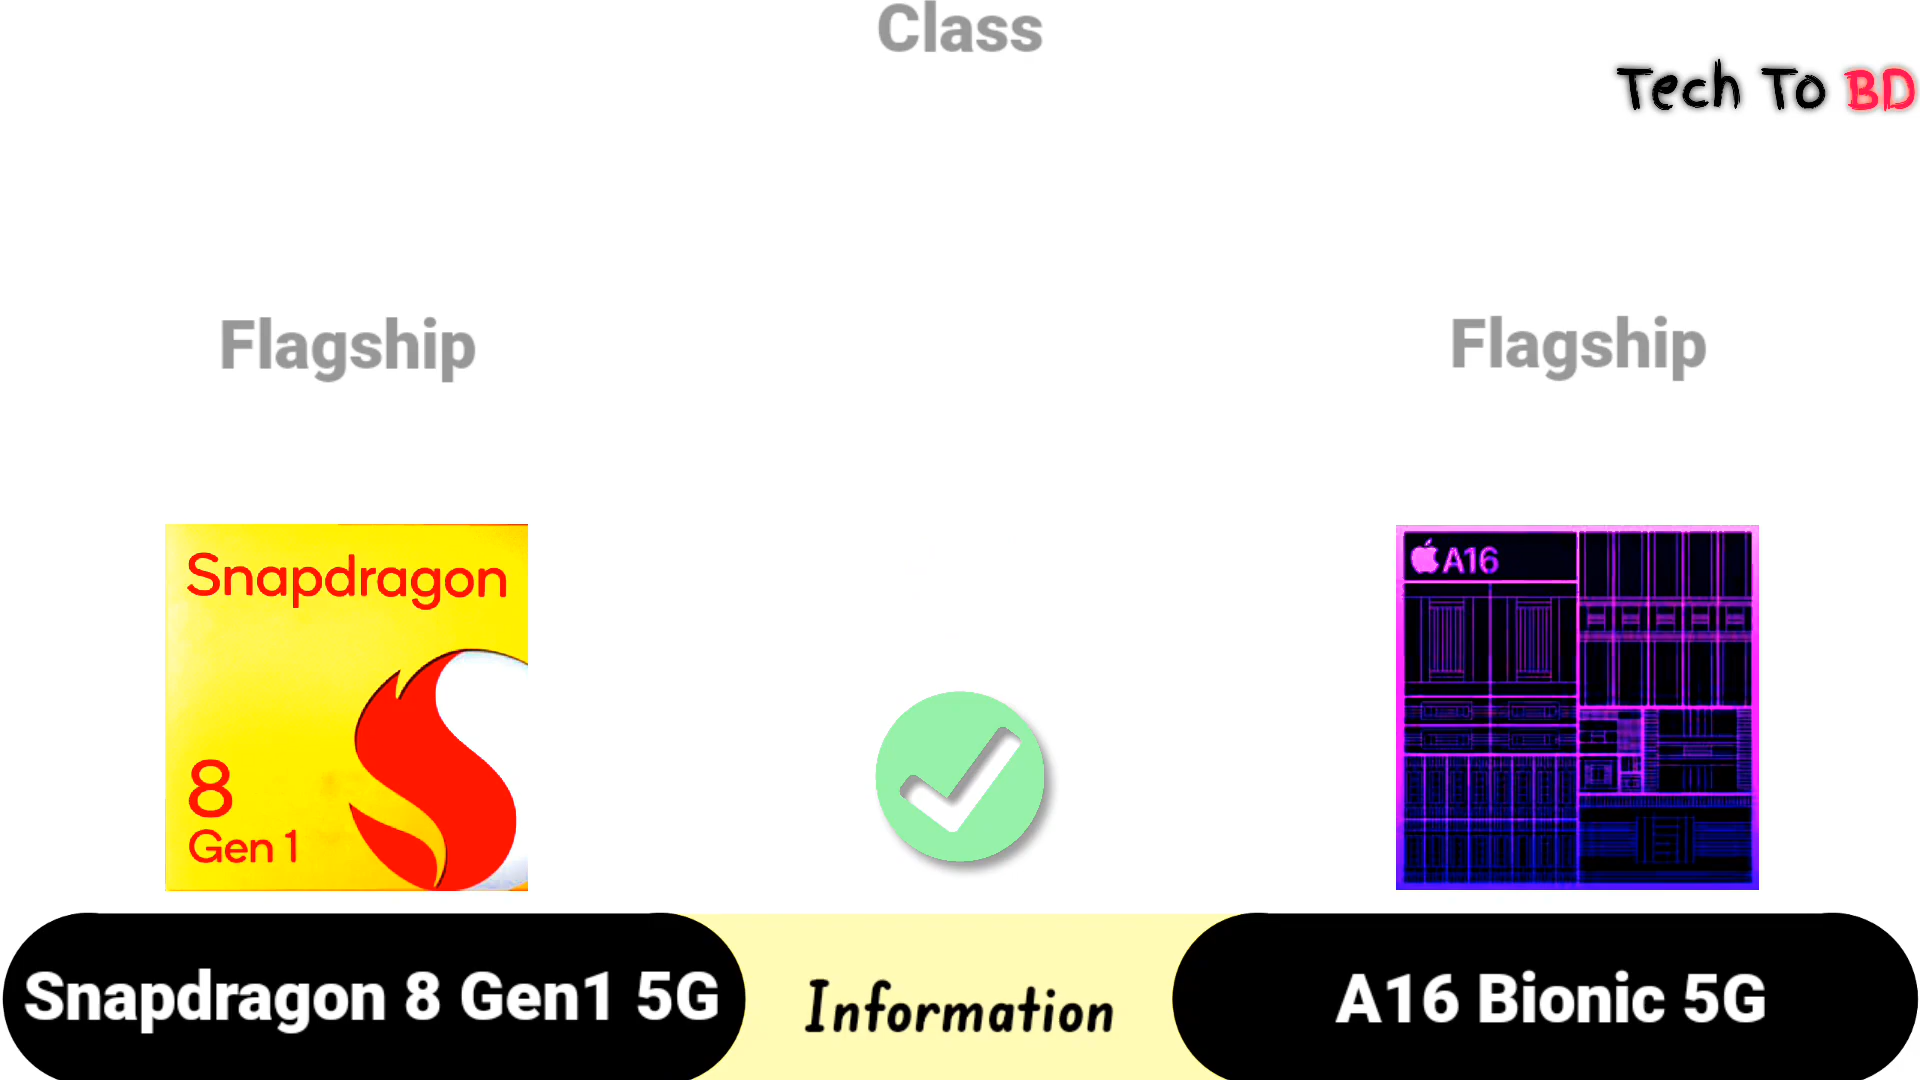 Class
Tech To BD
Flagship
Flagship
Snapdragon
8
Gen 1
A16
Snapdragon 8 Gen1 5G
Information
A16 Bionic 5G